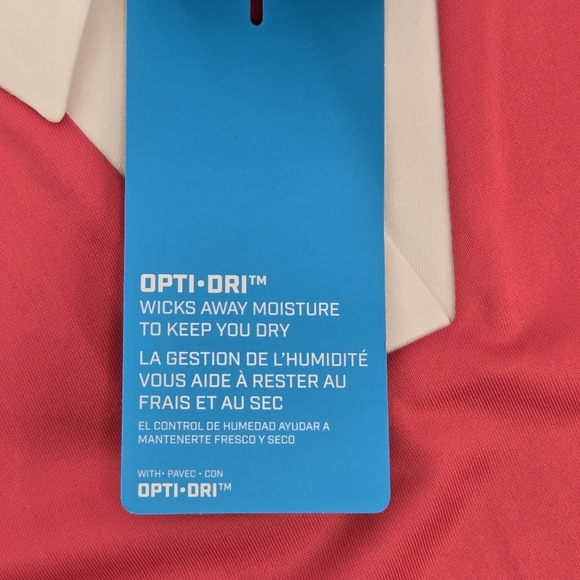 OPTI•DRI™
WICKS AWAY MOISTURE
TO KEEP YOU DRY
LA GESTION DE L'HUMIDITÉ
VOUS AIDE À RESTER AU
FRAIS ET AU SEC
EL CONTROL DE HUMEDAD AYUDAR A
MANTENERTE FRESCO Y SECO
WITH• PAVEC • CON
OPTI•DRI™